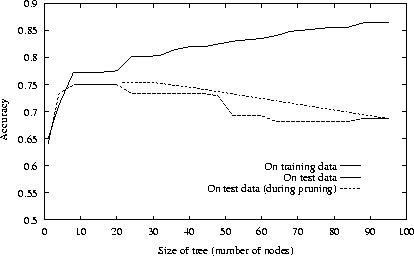 0.9
0.85
0.8
0.75
0.7
0.65
0.6
0.55
0.5
Accuracy
On training data
On test data
On test data (during pruning)
0 10 20 30 40 50 60 70 80 90 100
Size of tree (number of nodes)